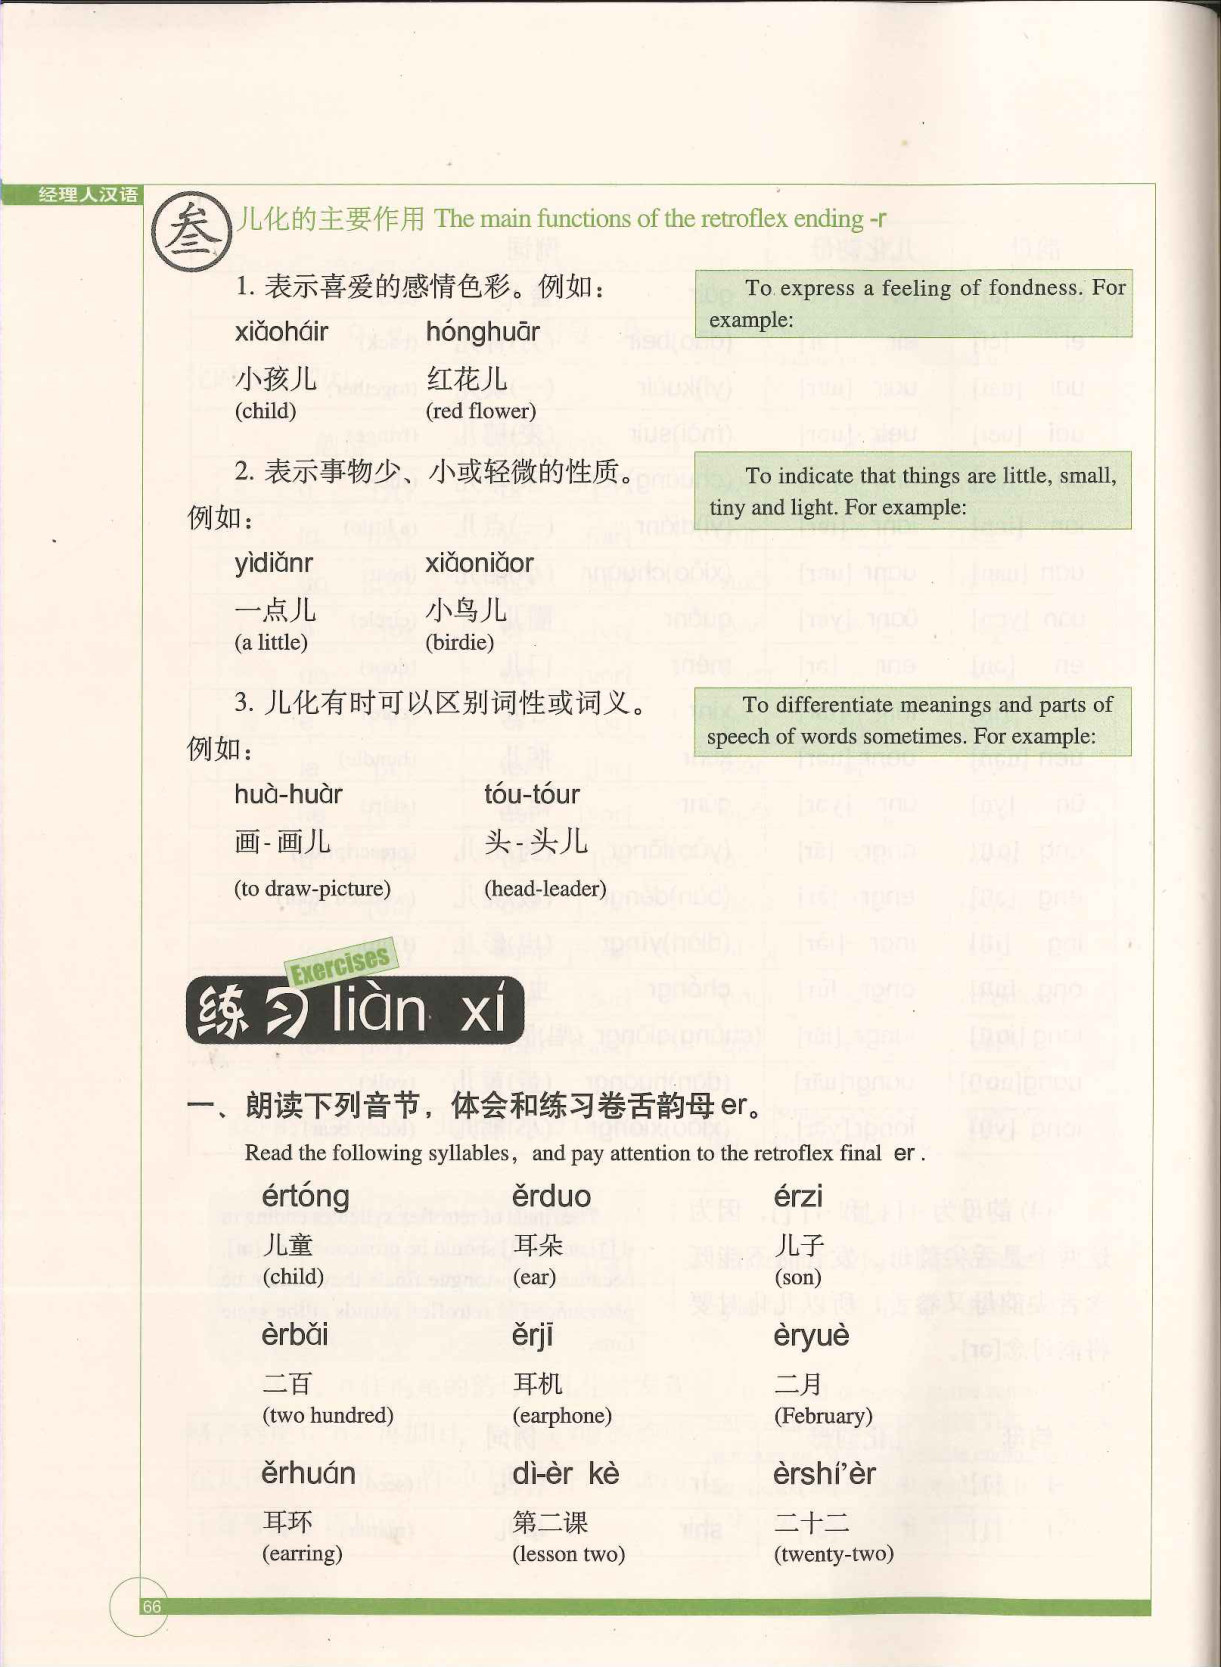 经理人汉语
叁 儿化的主要作用 The main functions of the retroflex ending -r
1. 表示喜爱的感情色彩。例如：
To express a feeling of fondness. For
example:
xiǎoháir hónghuār
小孩儿 红花儿
(child) (red flower)
2. 表示事物少、小或轻微的性质。
例如：
To indicate that things are little, small,
tiny and light. For example:
yìdiǎnr xiǎoniǎor
一点儿 小鸟儿
(a little) (birdie)
3. 儿化有时可以区别词性或词义。
例如：
To differentiate meanings and parts of
speech of words sometimes. For example:
huà-huàr tóu-tóur
画-画儿 头-头儿
(to draw-picture) (head-leader)
Exercises
练习 liàn xí
一、朗读下列音节，体会和练习卷舌韵母 er。
Read the following syllables, and pay attention to the retroflex final er .
értóng ěrduo érzi
儿童 耳朵 儿子
(child) (ear) (son)
èrbǎi ěrjī èryuè
二百 耳机 二月
(two hundred) (earphone) (February)
ěrhuán dì-èr kè èrshí’èr
耳环 第二课 二十二
(earring) (lesson two) (twenty-two)
66